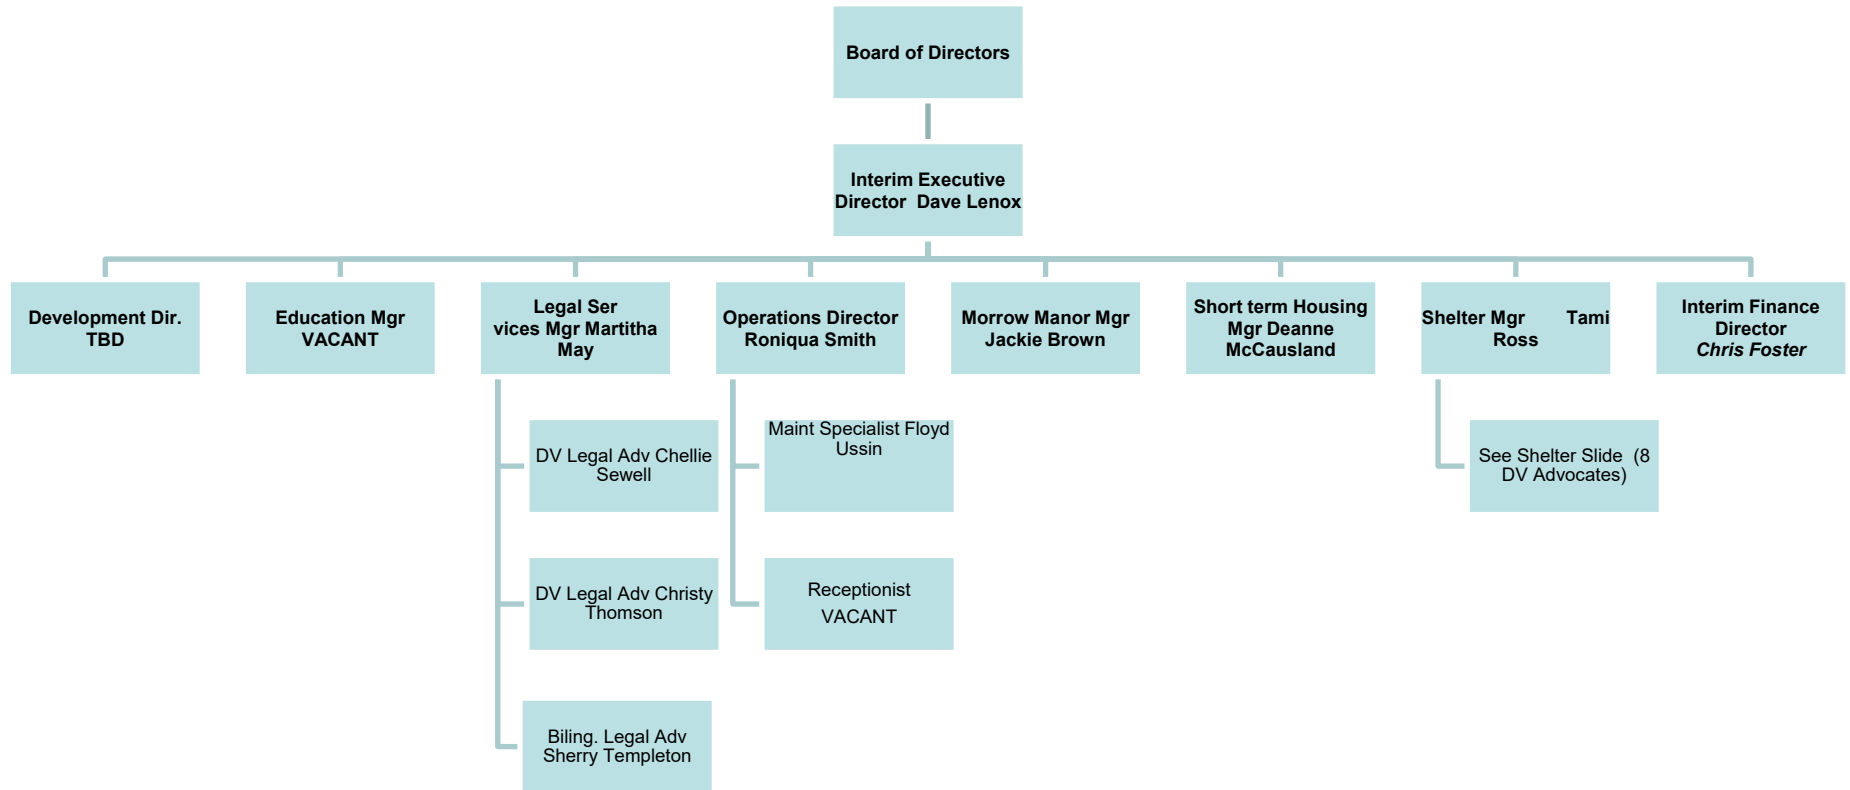 Board of Directors
Interim Executive
Director Dave Lenox
Development Dir.
TBD
Education Mgr
VACANT
Legal Ser
vices Mgr Martitha
May
Operations Director
Roniqua Smith
Morrow Manor Mgr
Jackie Brown
Short term Housing
Mgr Deanne
McCausland
Shelter Mgr Tami
Ross
Interim Finance
Director
Chris Foster
DV Legal Adv Chellie
Sewell
DV Legal Adv Christy
Thomson
Biling. Legal Adv
Sherry Templeton
Maint Specialist Floyd
Ussin
Receptionist
VACANT
See Shelter Slide (8
DV Advocates)